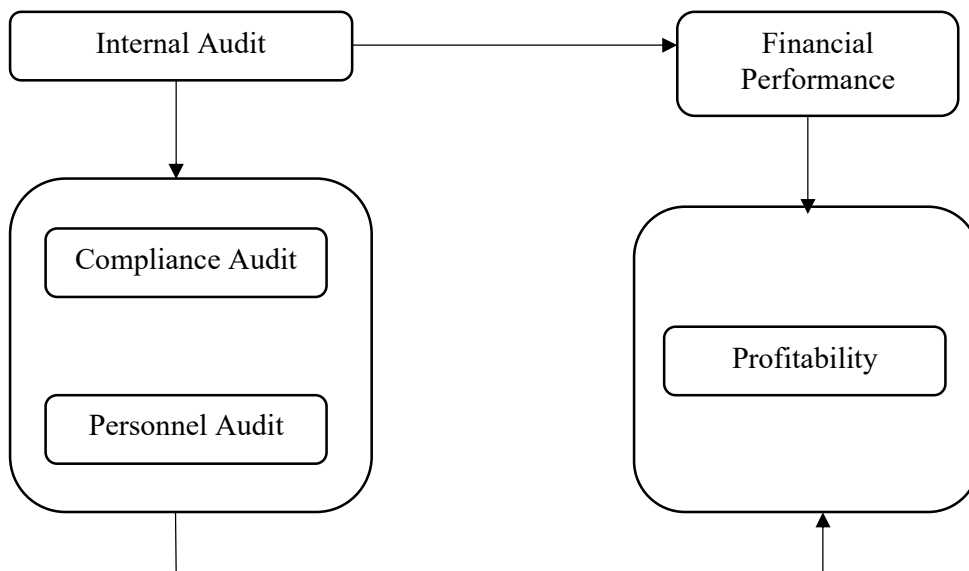 Internal Audit
Financial
Performance
Compliance Audit
Personnel Audit
Profitability